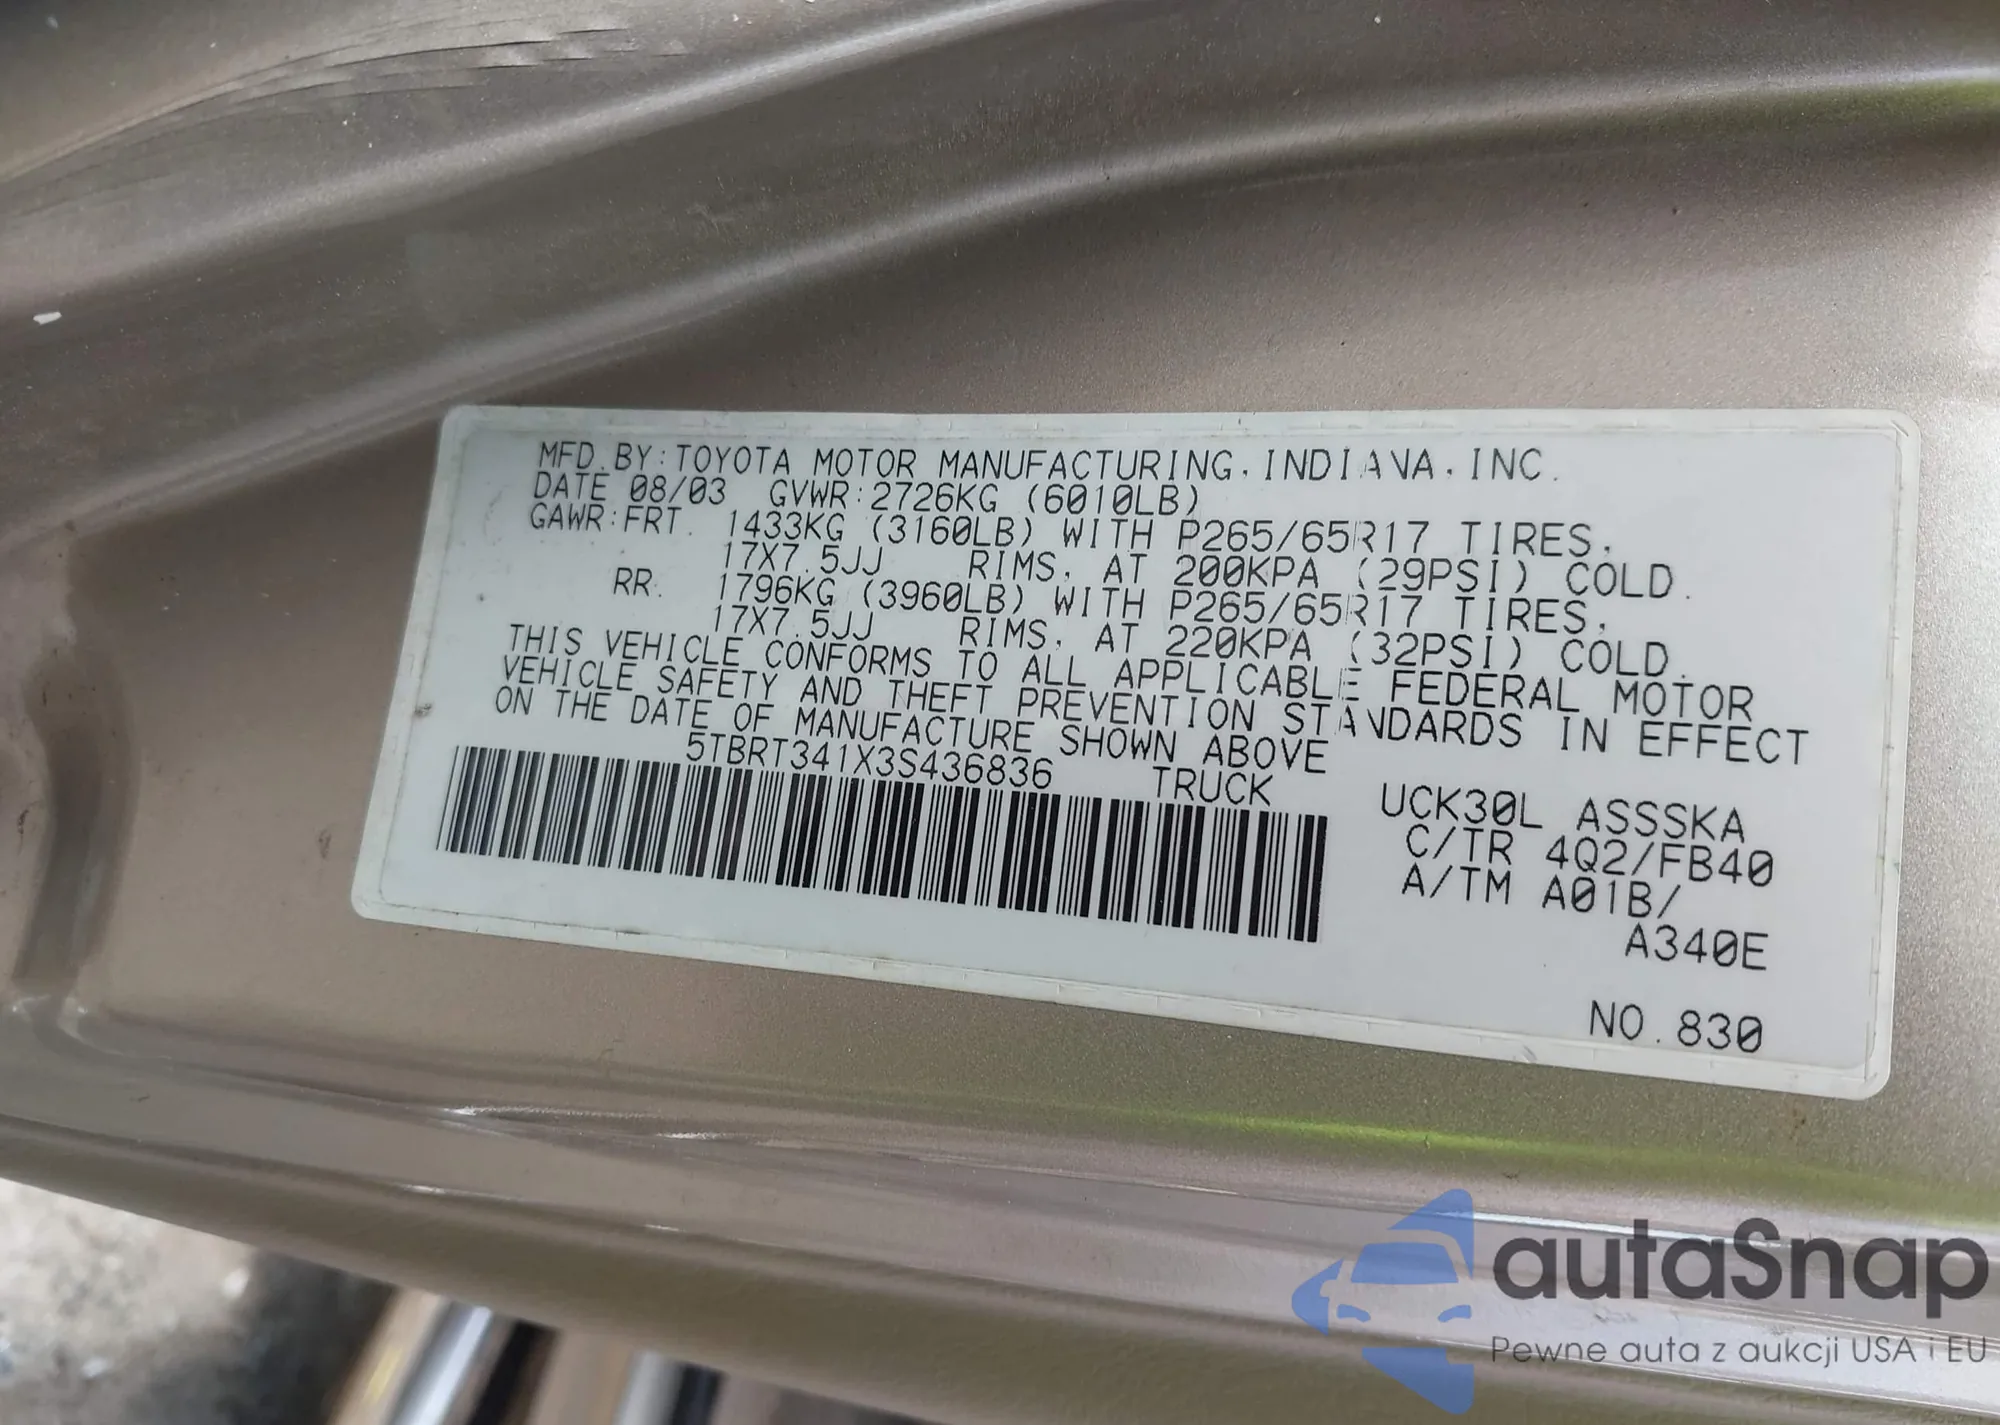 MFD.BY:TOYOTA MOTOR MANUFACTURING,INDIANA,INC.
DATE 08/03 GVWR:2726KG (6010LB)
GAWR:FRT. 1433KG (3160LB) WITH P265/65R17 TIRES,
17X7.5JJ RIMS, AT 200KPA (29PSI) COLD.
RR. 1796KG (3960LB) WITH P265/65R17 TIRES,
17X7.5JJ RIMS, AT 220KPA (32PSI) COLD.
THIS VEHICLE CONFORMS TO ALL APPLICABLE FEDERAL MOTOR
VEHICLE SAFETY AND THEFT PREVENTION STANDARDS IN EFFECT
ON THE DATE OF MANUFACTURE SHOWN ABOVE
5TBRT341X3S436836 TRUCK
UCK30L ASSSKA
C/TR 4Q2/FB40
A/TM A01B/
A340E
NO.830
autaSnap
Pewne auta z aukcji USA i EU